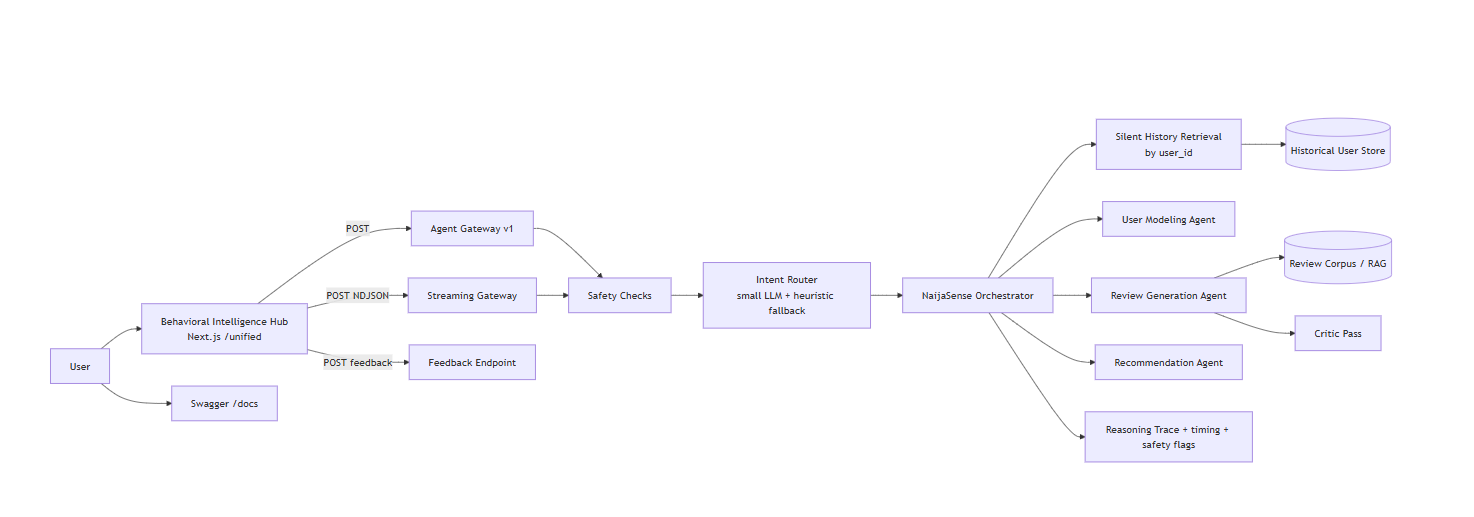 User
Behavioral Intelligence Hub
Next.js /unified
Swagger /docs
POST
POST NDJSON
POST feedback
Agent Gateway v1
Streaming Gateway
Feedback Endpoint
Safety Checks
Intent Router
small LLM + heuristic
fallback
NaijaSense Orchestrator
Silent History Retrieval
by user_id
User Modeling Agent
Review Generation Agent
Recommendation Agent
Reasoning Trace + timing +
safety flags
Historical User Store
Review Corpus / RAG
Critic Pass